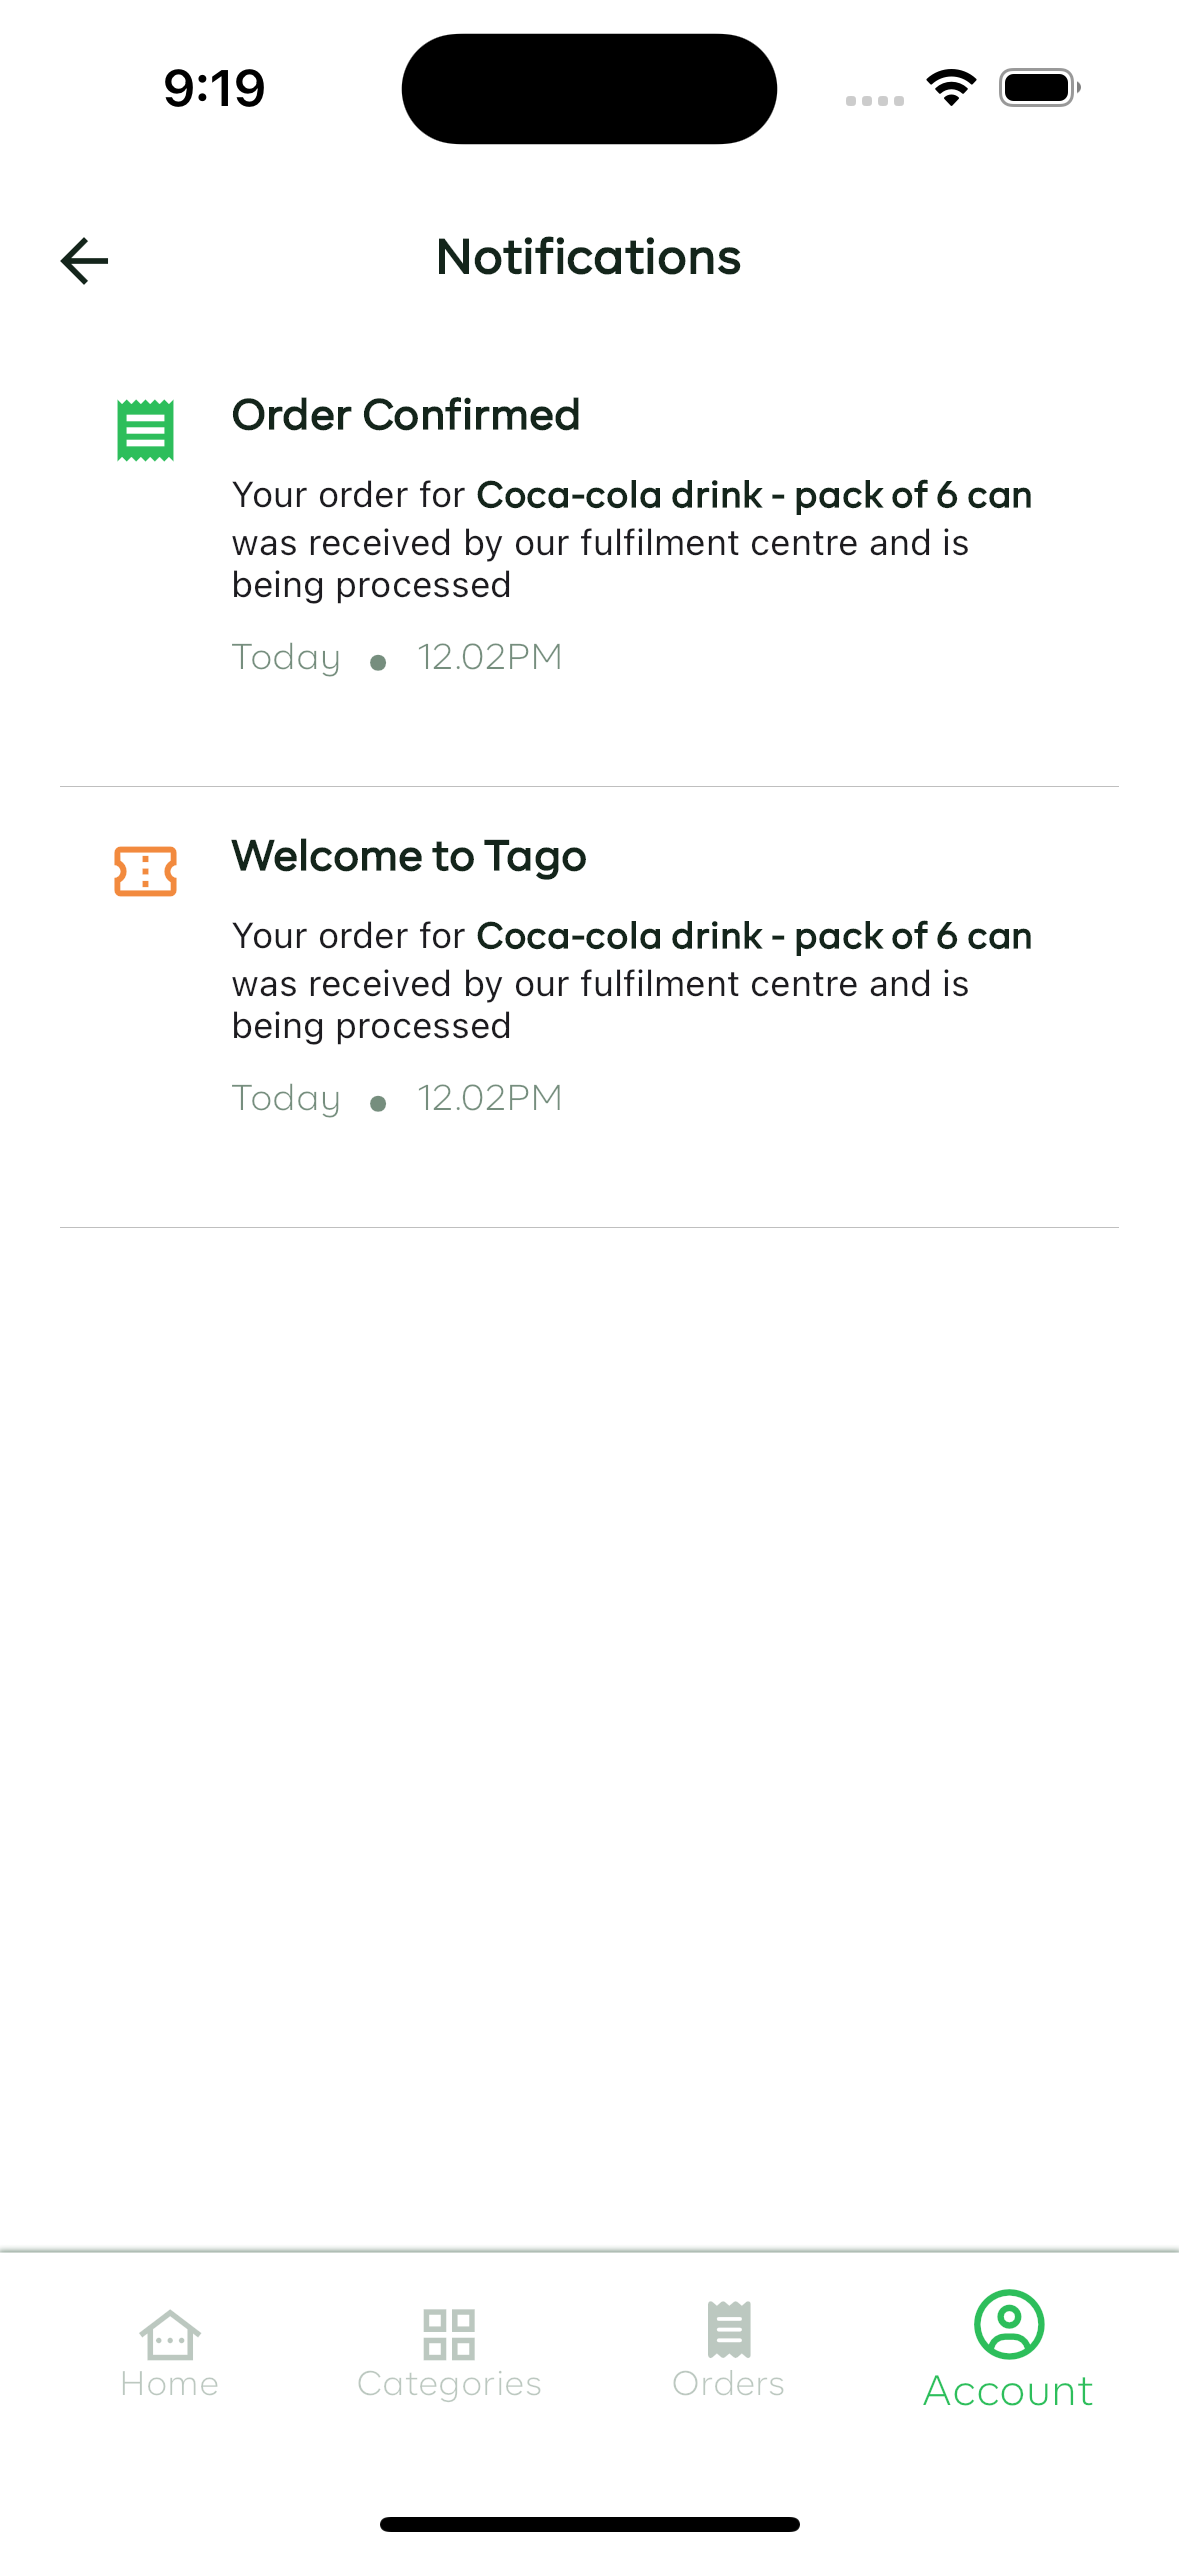 9:19
Notifications
Order Confirmed
Your order for Coca-cola drink - pack of 6 can
was received by our fulfilment centre and is
being processed
Today • 12.02PM
Welcome to Tago
Your order for Coca-cola drink - pack of 6 can
was received by our fulfilment centre and is
being processed
Today • 12.02PM
Home Categories Orders Account